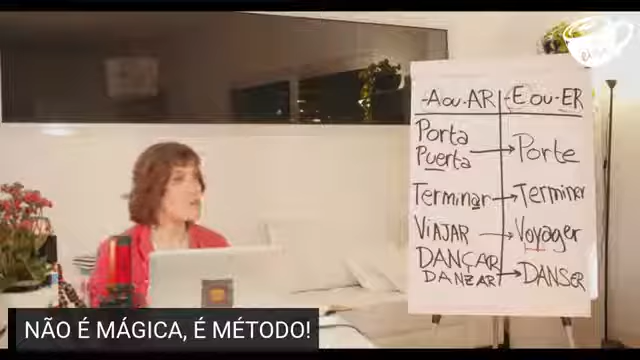 -A ou -AR -E ou -ER
Porta
Puerta → Porte
Terminar → Terminer
VIAJAR → Voyager
DANÇAR
DANZAR → DANSER
NÃO É MÁGICA, É MÉTODO!